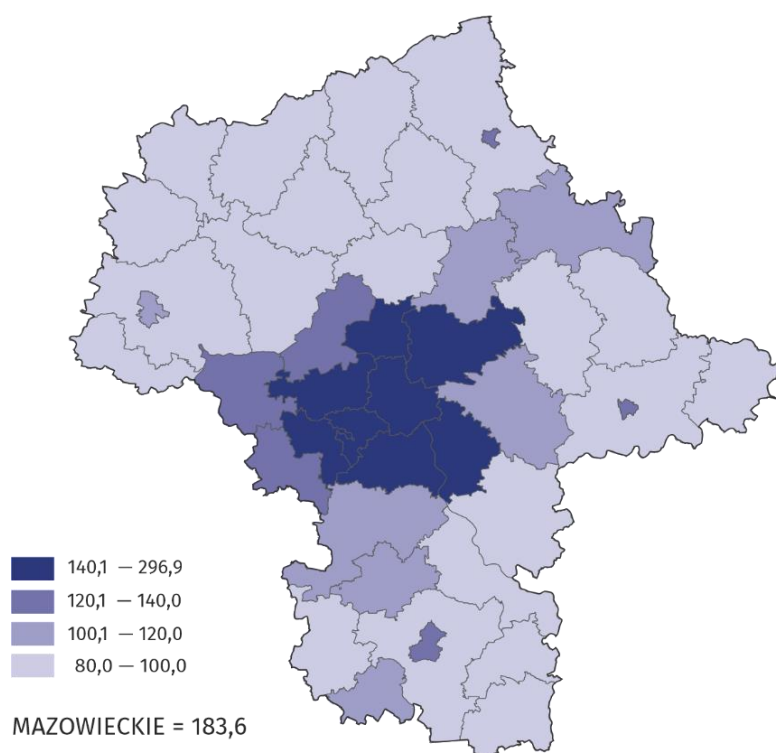 140,1 — 296,9
120,1 — 140,0
100,1 — 120,0
80,0 — 100,0
MAZOWIECKIE = 183,6